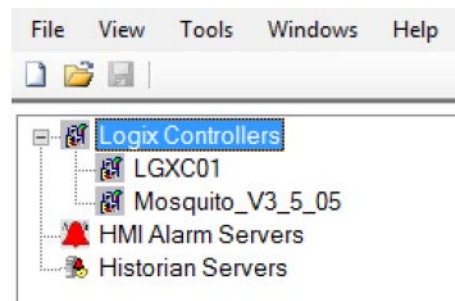 File View Tools Windows Help
Logix Controllers
LGXC01
Mosquito_V3_5_05
HMI Alarm Servers
Historian Servers